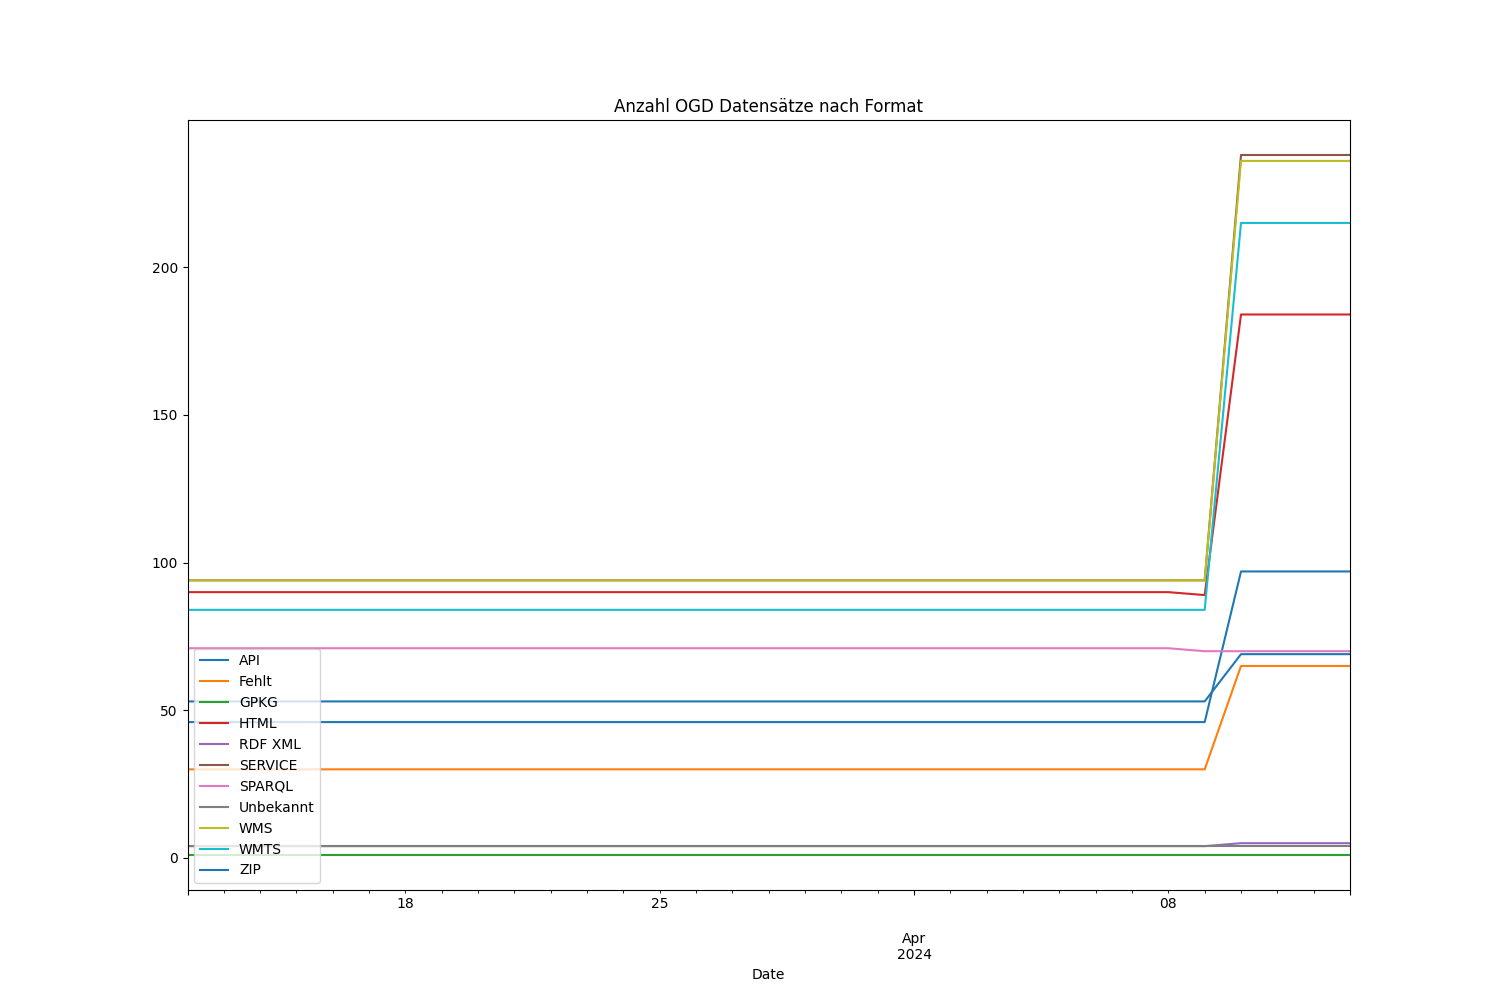 Anzahl OGD Datensätze nach Format
200
150
100
50
0
API
Fehlt
GPKG
HTML
RDF XML
SERVICE
SPARQL
Unbekannt
WMS
WMTS
ZIP
18
25
08
Apr
2024
Date